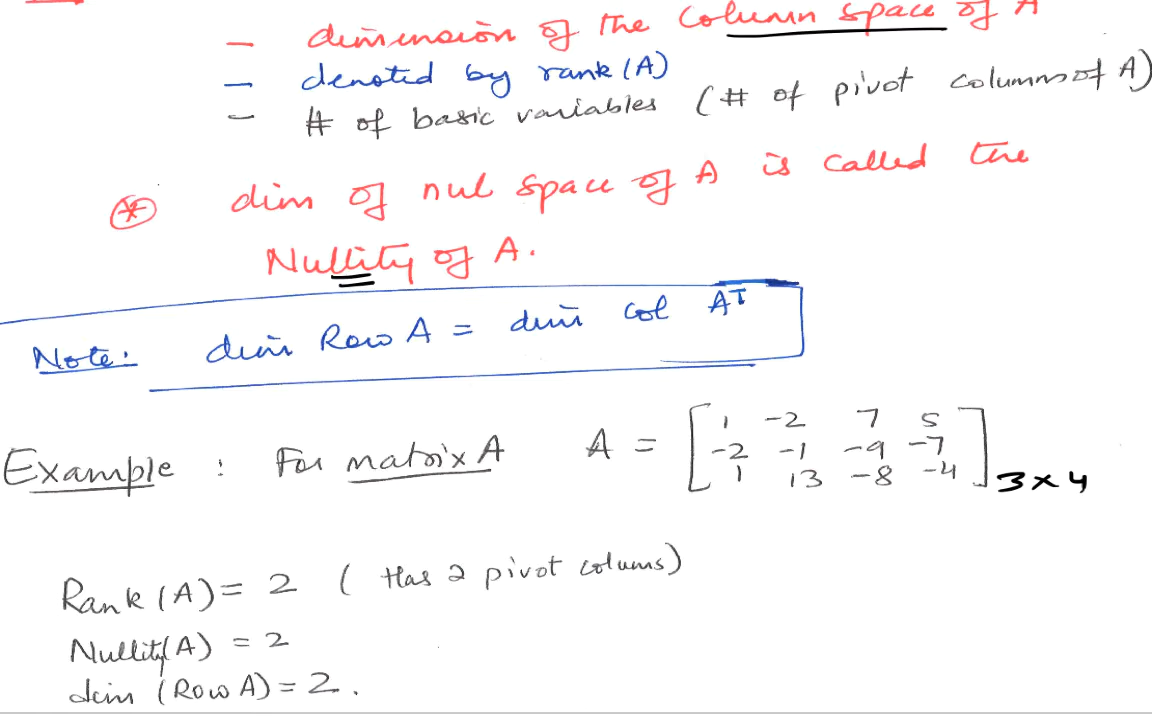 - dimension of the Column space of A
- denoted by rank (A)
- # of basic variables (# of pivot columns of A)
* dim of nul space of A is called the
Nullity of A.
Note: dim Row A = dim Col A^T
Example : For matrix A A = [ 1 -2 7 5
-2 -1 -9 -7
1 13 -8 -4 ] 3x4
Rank (A) = 2 ( Has 2 pivot colums)
Nullity(A) = 2
dim (Row A) = 2.